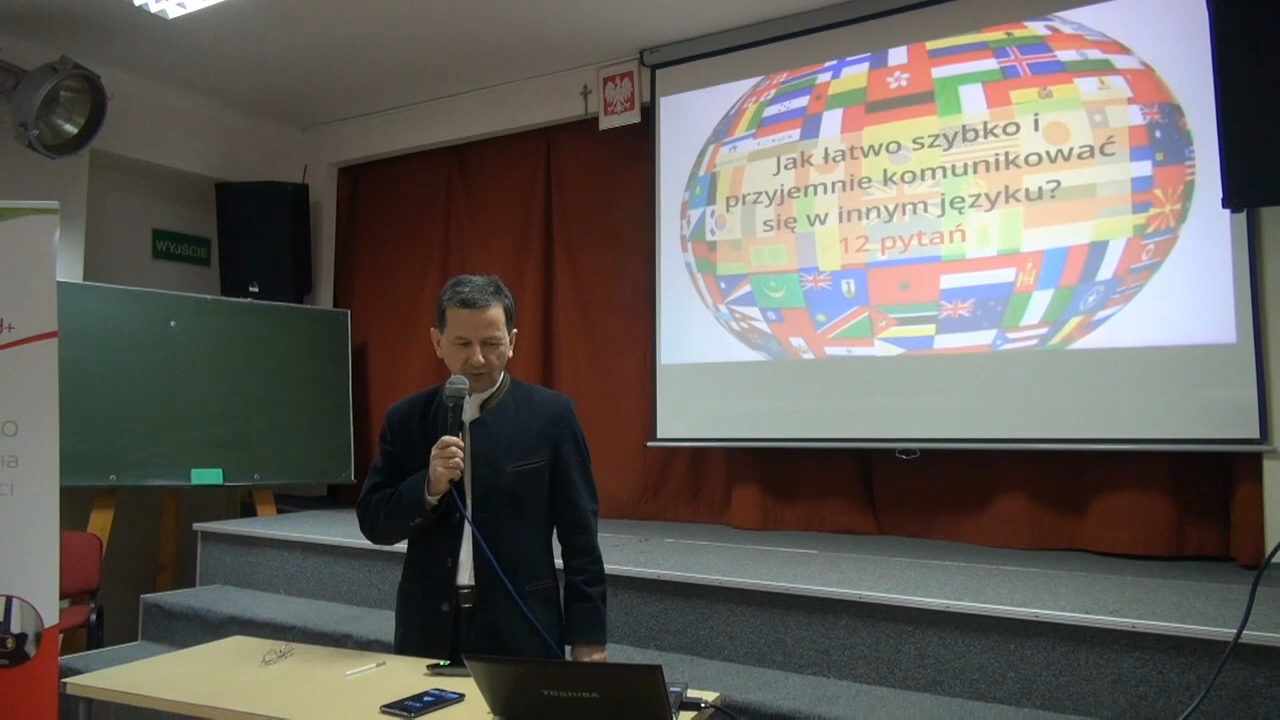 Jak łatwo szybko i
przyjemnie komunikować
się w innym języku?
12 pytań
WYJŚCIE
TOSHIBA